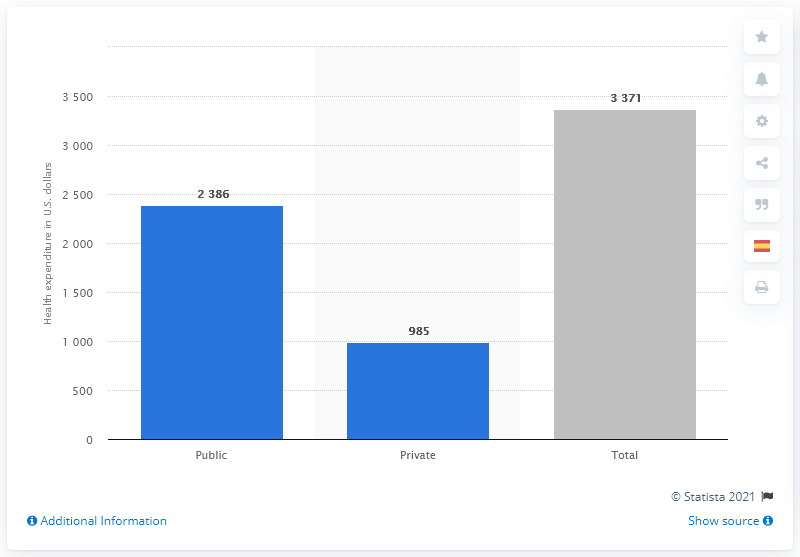 Health expenditure in U.S. dollars
3 500
3 000
2 500
2 000
1 500
1 000
500
0
2 386
985
3 371
Public
Private
Total
© Statista 2021
Additional Information
Show source